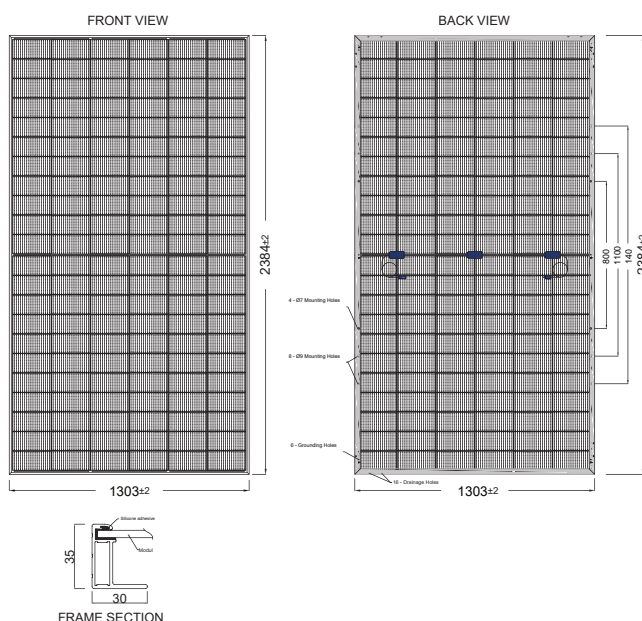 FRONT VIEW
BACK VIEW
2384±2
1303±2
800
1100
140
2384±2
4 - Ø7 Mounting Holes
8 - Ø9 Mounting Holes
6 - Grounding Holes
16 - Drainage Holes
1303±2
Silicone adhesive
Modul
35
30
FRAME SECTION